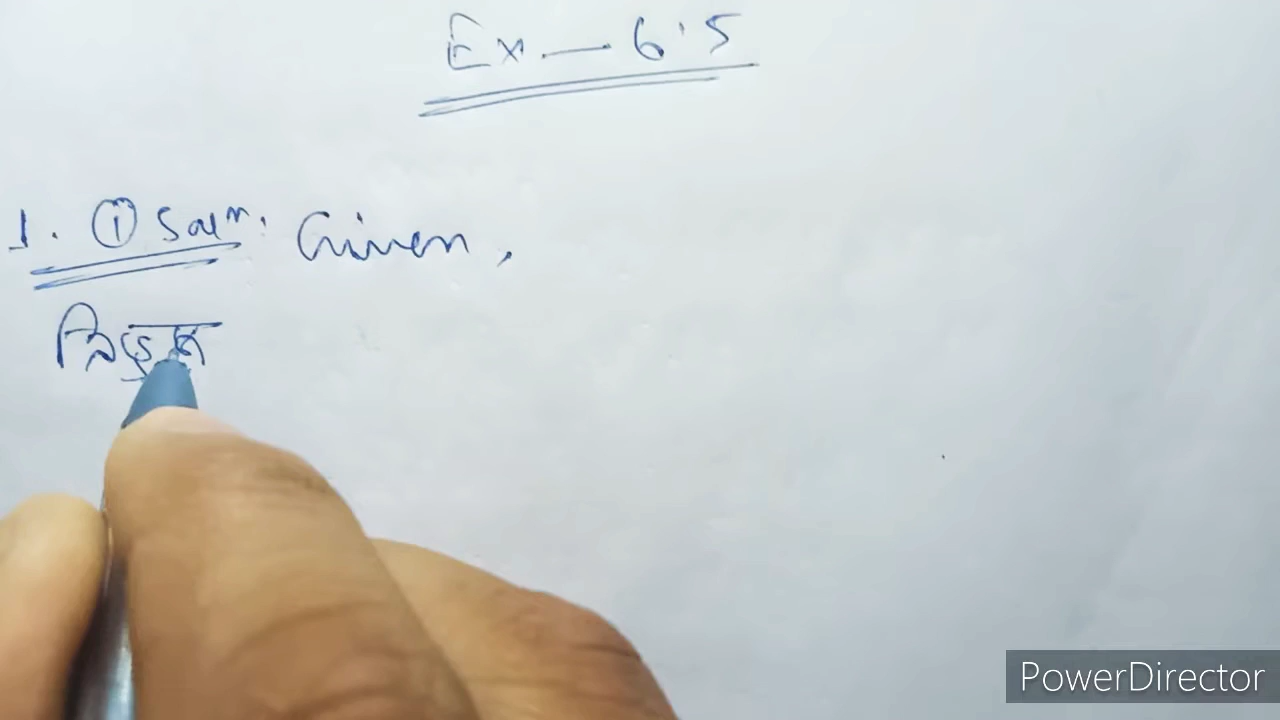 Ex — 6.5
1. (i) Solⁿ: Given,
ত্রিভুজ
PowerDirector